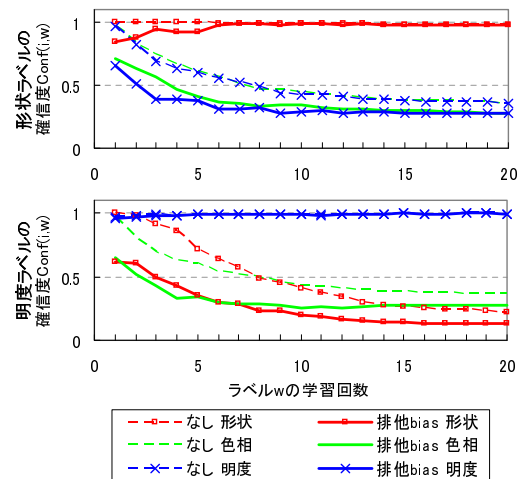 形状ラベルの
確信度Conf(i:w)
1
0.5
0
0 5 10 15 20
明度ラベルの
確信度Conf(i:w)
1
0.5
0
0 5 10 15 20
ラベルwの学習回数
なし 形状 排他bias 形状
なし 色相 排他bias 色相
なし 明度 排他bias 明度